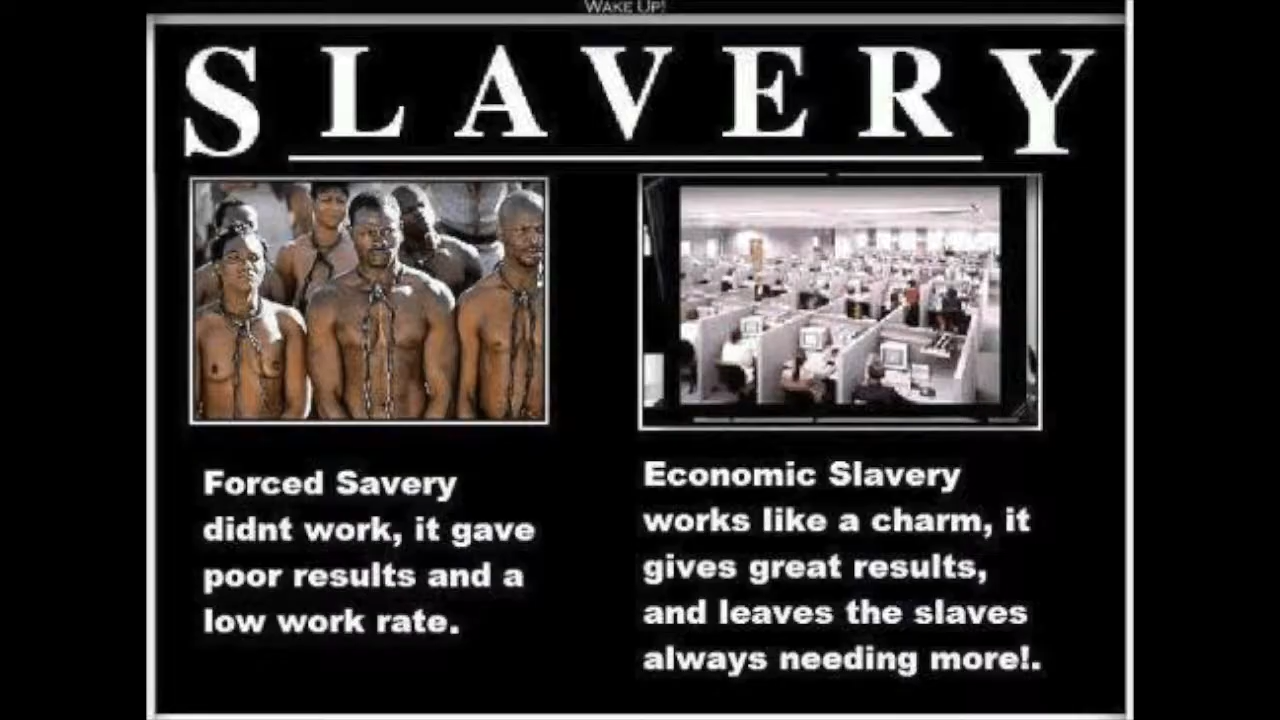 WAKE UP!
SLAVERY
Forced Savery
didnt work, it gave
poor results and a
low work rate.
Economic Slavery
works like a charm, it
gives great results,
and leaves the slaves
always needing more!.